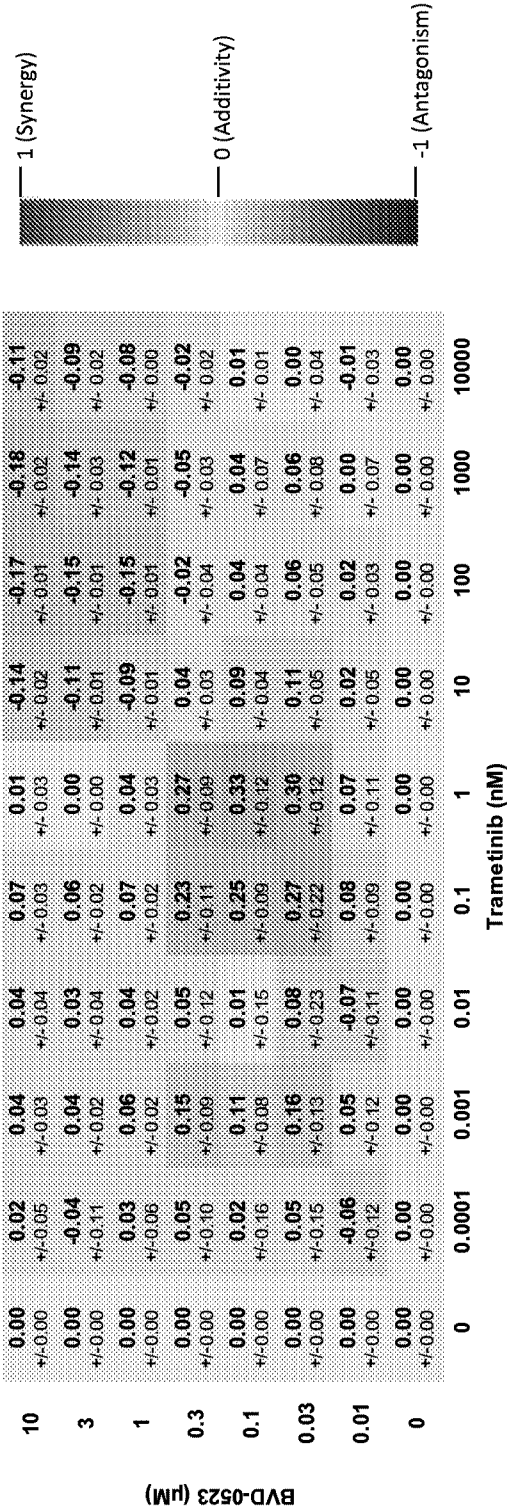 10 0.00 0.02 0.04 0.04 0.07 0.01 -0.14 -0.17 -0.18 -0.11
+/-0.00 +/-0.05 +/-0.03 +/-0.04 +/- 0.03 +/- 0.03 +/- 0.02 +/- 0.01 +/- 0.02 +/- 0.02
3 0.00 -0.04 0.04 0.03 0.06 0.00 -0.11 -0.15 -0.14 -0.09
+/-0.00 +/-0.11 +/-0.02 +/-0.04 +/- 0.02 +/- 0.00 +/- 0.01 +/- 0.01 +/- 0.03 +/- 0.02
1 0.00 0.03 0.06 0.04 0.07 0.04 -0.09 -0.15 -0.12 -0.08
+/-0.00 +/-0.06 +/-0.02 +/-0.02 +/- 0.02 +/- 0.03 +/- 0.01 +/- 0.01 +/- 0.01 +/- 0.00
0.3 0.00 0.05 0.15 0.05 0.23 0.27 0.04 -0.02 -0.05 -0.02
+/-0.00 +/-0.10 +/-0.09 +/-0.12 +/-0.11 +/-0.09 +/- 0.03 +/- 0.04 +/- 0.03 +/- 0.02
0.1 0.00 0.02 0.11 0.01 0.25 0.33 0.09 0.04 0.04 0.01
+/-0.00 +/-0.16 +/-0.08 +/-0.15 +/-0.09 +/-0.12 +/- 0.04 +/- 0.04 +/- 0.07 +/- 0.01
0.03 0.00 0.05 0.16 0.08 0.27 0.30 0.11 0.06 0.06 0.00
+/-0.00 +/-0.15 +/-0.13 +/-0.23 +/-0.22 +/-0.12 +/- 0.05 +/- 0.05 +/- 0.08 +/- 0.04
0.01 0.00 -0.06 0.05 -0.07 0.08 0.07 0.02 0.02 0.00 -0.01
+/-0.00 +/-0.12 +/-0.12 +/-0.11 +/-0.09 +/-0.11 +/- 0.05 +/- 0.03 +/- 0.07 +/- 0.03
0 0.00 0.00 0.00 0.00 0.00 0.00 0.00 0.00 0.00 0.00
+/-0.00 +/-0.00 +/-0.00 +/-0.00 +/- 0.00 +/- 0.00 +/- 0.00 +/- 0.00 +/- 0.00 +/- 0.00
0 0.0001 0.001 0.01 0.1 1 10 100 1000 10000
Trametinib (nM)
BVD-0523 (µM)
1 (Synergy)
0 (Additivity)
-1 (Antagonism)